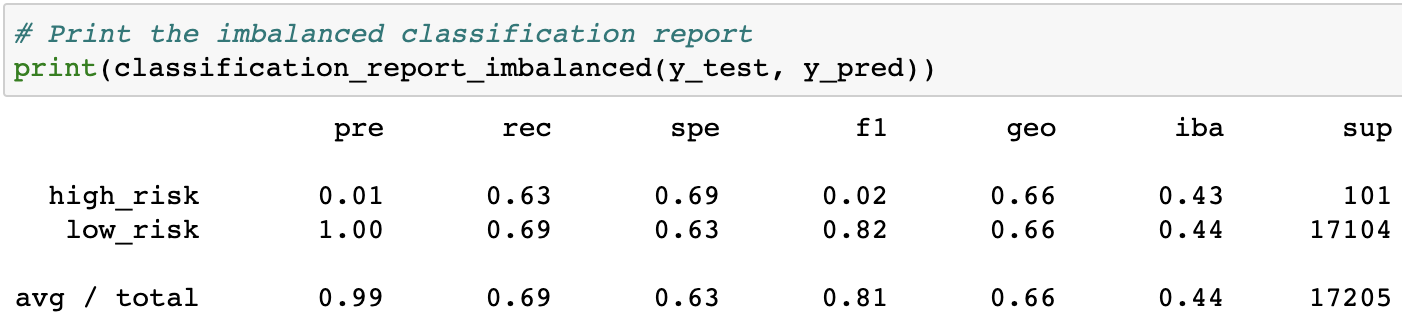 # Print the imbalanced classification report
print(classification_report_imbalanced(y_test, y_pred))
pre rec spe f1 geo iba sup
high_risk 0.01 0.63 0.69 0.02 0.66 0.43 101
low_risk 1.00 0.69 0.63 0.82 0.66 0.44 17104
avg / total 0.99 0.69 0.63 0.81 0.66 0.44 17205